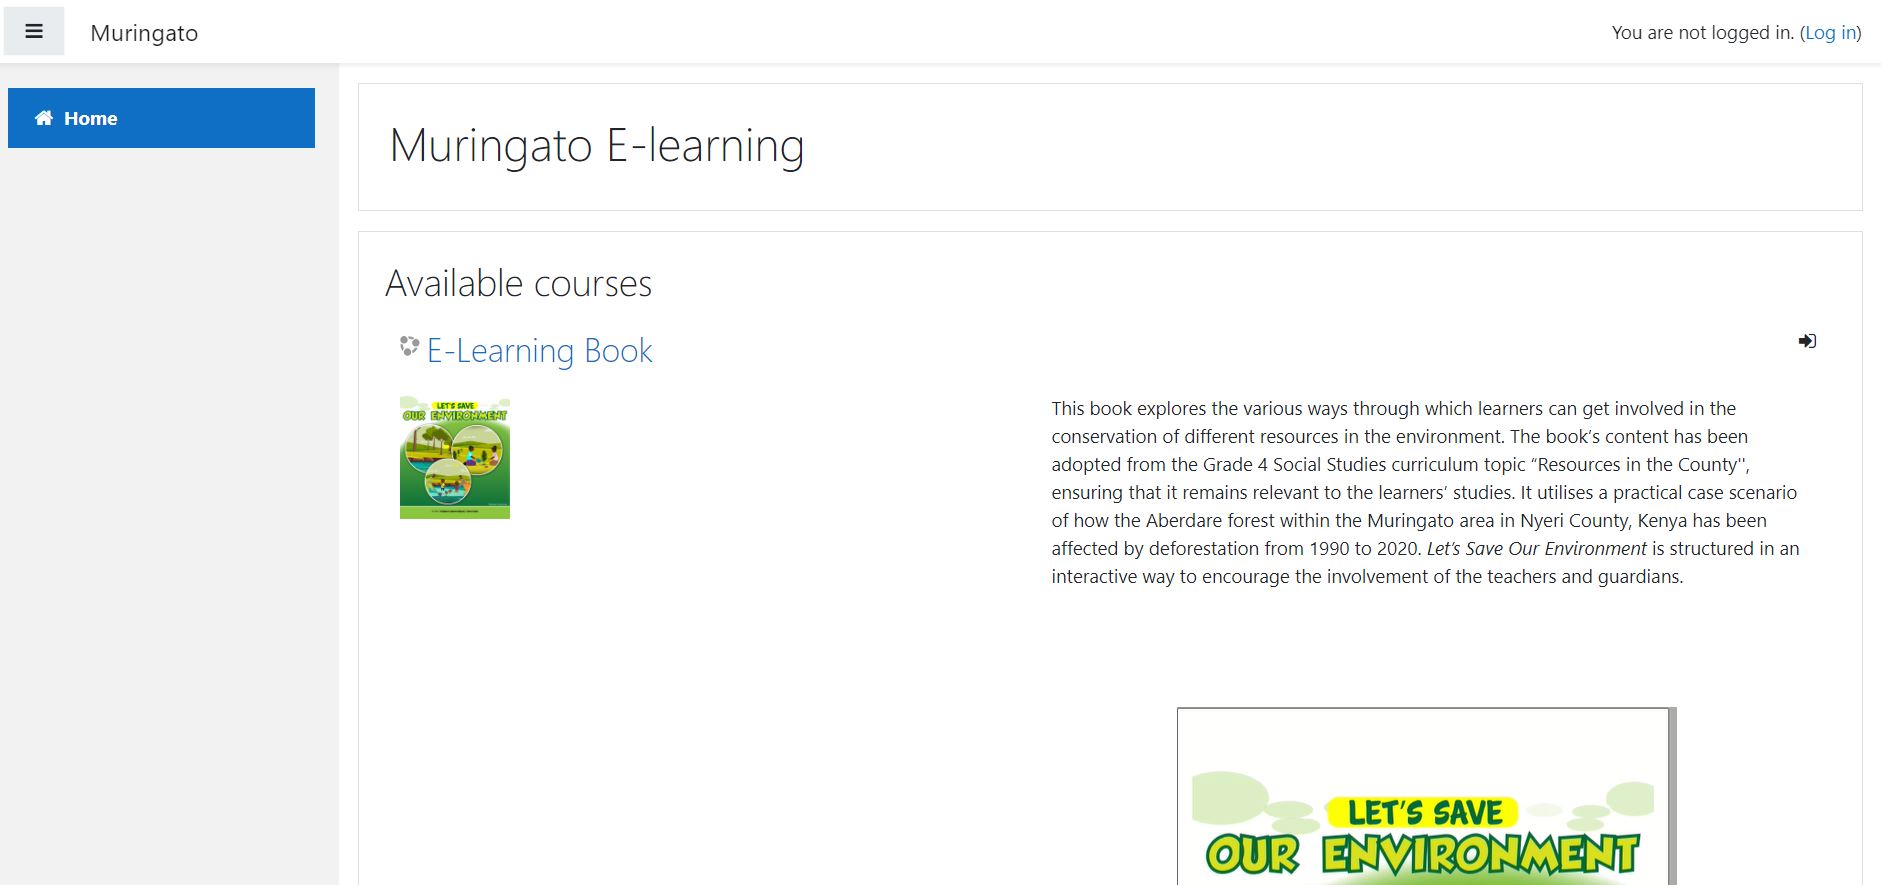 Muringato
You are not logged in. (Log in)
Home
Muringato E-learning
Available courses
E-Learning Book
LET'S SAVE
OUR ENVIRONMENT
This book explores the various ways through which learners can get involved in the
conservation of different resources in the environment. The book’s content has been
adopted from the Grade 4 Social Studies curriculum topic “Resources in the County'',
ensuring that it remains relevant to the learners’ studies. It utilises a practical case scenario
of how the Aberdare forest within the Muringato area in Nyeri County, Kenya has been
affected by deforestation from 1990 to 2020. Let’s Save Our Environment is structured in an
interactive way to encourage the involvement of the teachers and guardians.
LET'S SAVE
OUR ENVIRONMENT